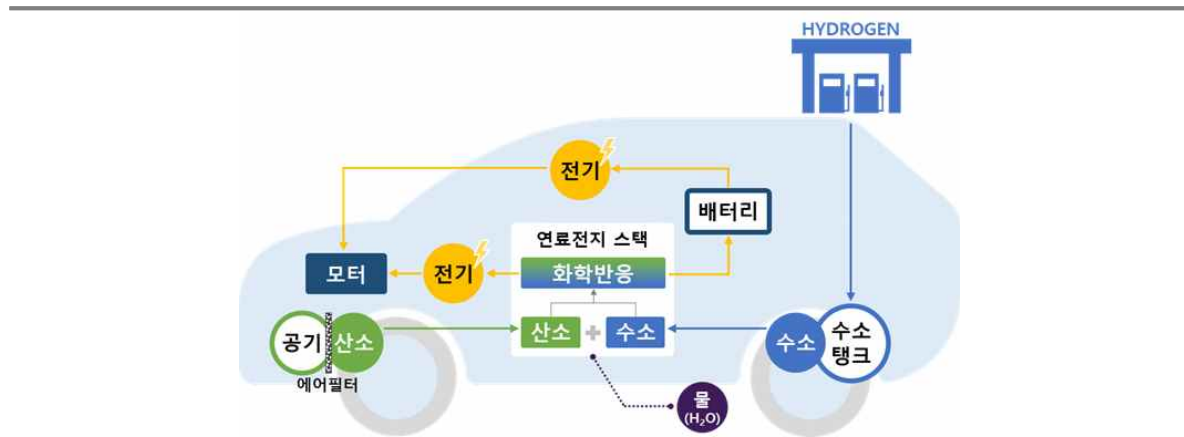 HYDROGEN
전기
배터리
연료전지 스택
모터
전기
화학반응
공기
산소
산소
수소
수소
수소
탱크
에어필터
물
(H₂O)